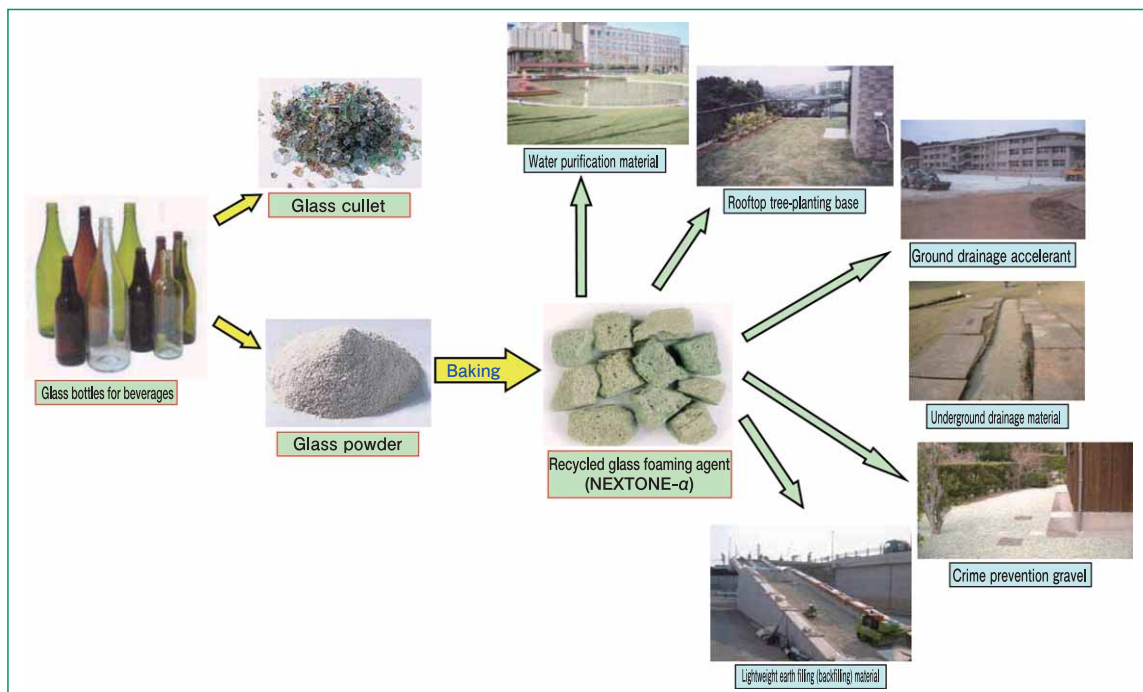 Water purification material
Rooftop tree-planting base
Glass cullet
Ground drainage accelerant
Glass bottles for beverages
Baking
Glass powder
Underground drainage material
Recycled glass foaming agent
(NEXTONE-α)
Crime prevention gravel
Lightweight earth filling (backfilling) material